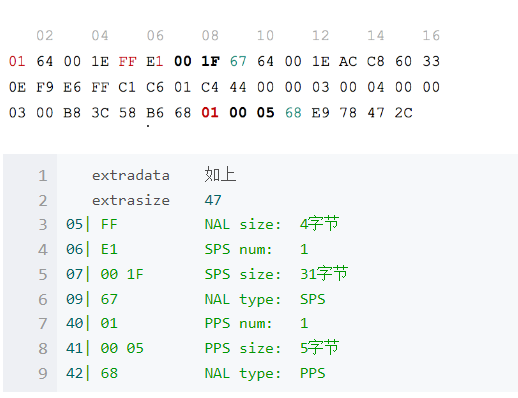 02 04 06 08 10 12 14 16
01 64 00 1E FF E1 00 1F 67 64 00 1E AC C8 60 33
0E F9 E6 FF C1 C6 01 C4 44 00 00 03 00 04 00 00
03 00 B8 3C 58 B6 68 01 00 05 68 E9 78 47 2C
1 extradata 如上
2 extrasize 47
3 05| FF NAL size: 4字节
4 06| E1 SPS num: 1
5 07| 00 1F SPS size: 31字节
6 09| 67 NAL type: SPS
7 40| 01 PPS num: 1
8 41| 00 05 PPS size: 5字节
9 42| 68 NAL type: PPS